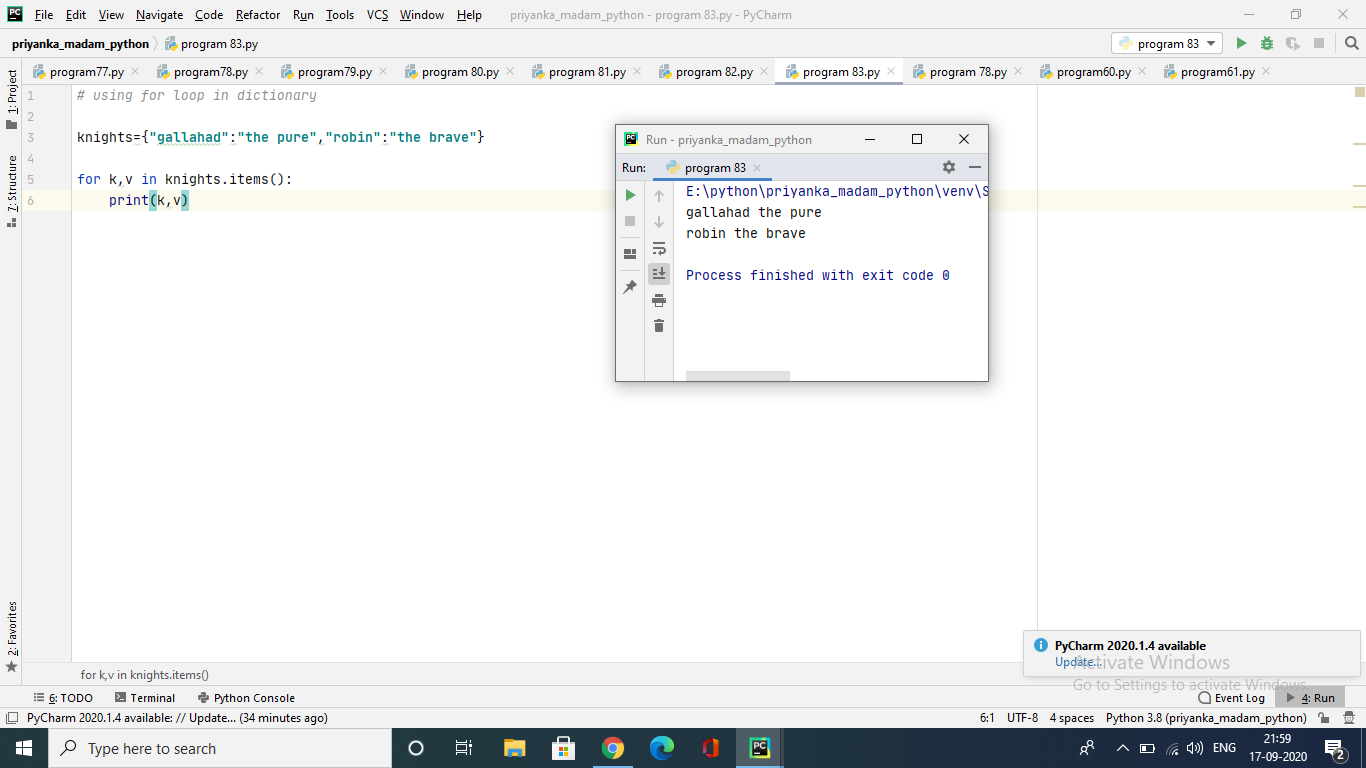 File Edit View Navigate Code Refactor Run Tools VCS Window Help priyanka_madam_python - program 83.py - PyCharm
priyanka_madam_python program 83.py program 83
program77.py program78.py program79.py program 80.py program 81.py program 82.py program 83.py program 78.py program60.py program61.py
1: Project
7: Structure
2: Favorites
1 # using for loop in dictionary
2
3 knights={"gallahad":"the pure","robin":"the brave"}
4
5 for k,v in knights.items():
6 print(k,v)
Run - priyanka_madam_python
Run: program 83
E:\python\priyanka_madam_python\venv\S
gallahad the pure
robin the brave
Process finished with exit code 0
PyCharm 2020.1.4 available
Update...
Activate Windows
Go to Settings to activate Windows.
for k,v in knights.items()
6: TODO Terminal Python Console Event Log 4: Run
PyCharm 2020.1.4 available: // Update... (34 minutes ago) 6:1 UTF-8 4 spaces Python 3.8 (priyanka_madam_python)
Type here to search ENG 21:59
17-09-2020 2